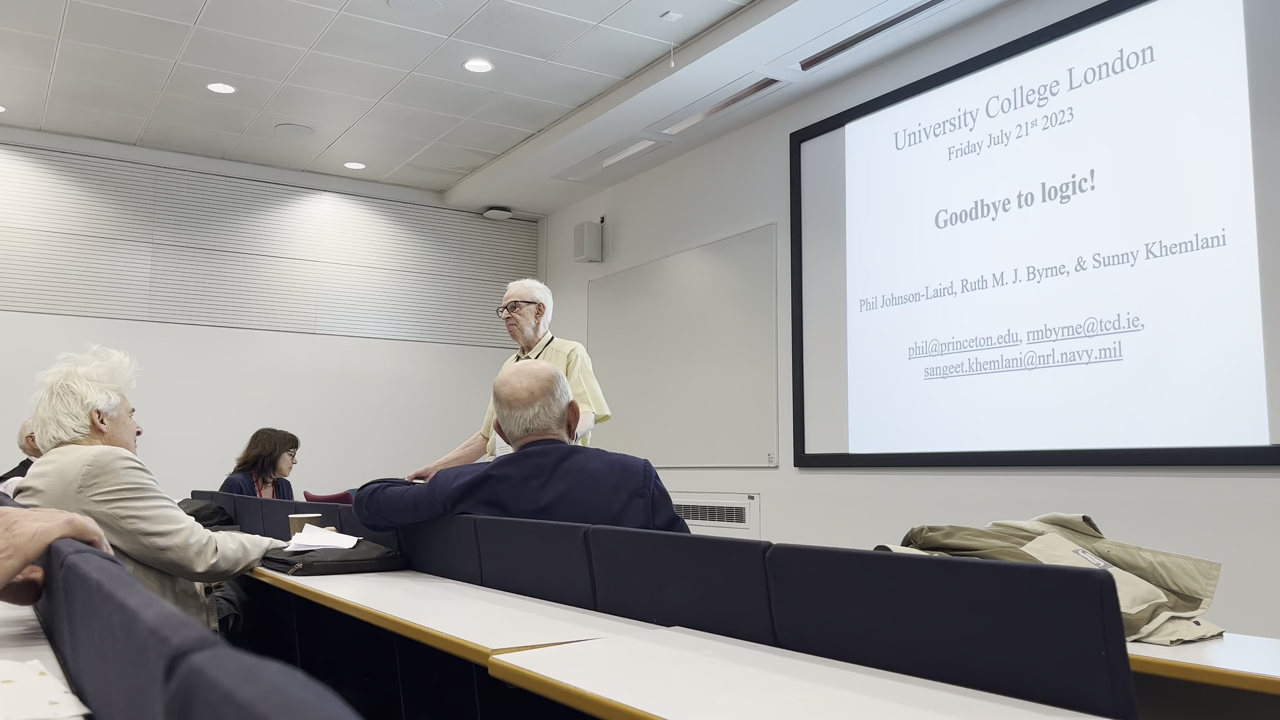 University College London
Friday July 21st 2023
Goodbye to logic!
Phil Johnson-Laird, Ruth M. J. Byrne, & Sunny Khemlani
phil@princeton.edu, rmbyrne@tcd.ie,
sangeet.khemlani@nrl.navy.mil